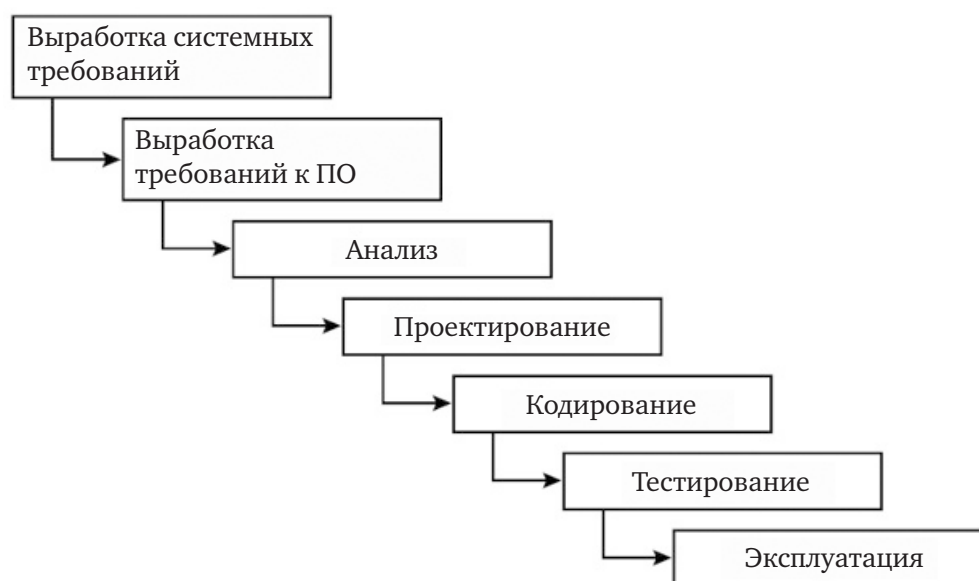 Выработка системных
требований
Выработка
требований к ПО
Анализ
Проектирование
Кодирование
Тестирование
Эксплуатация